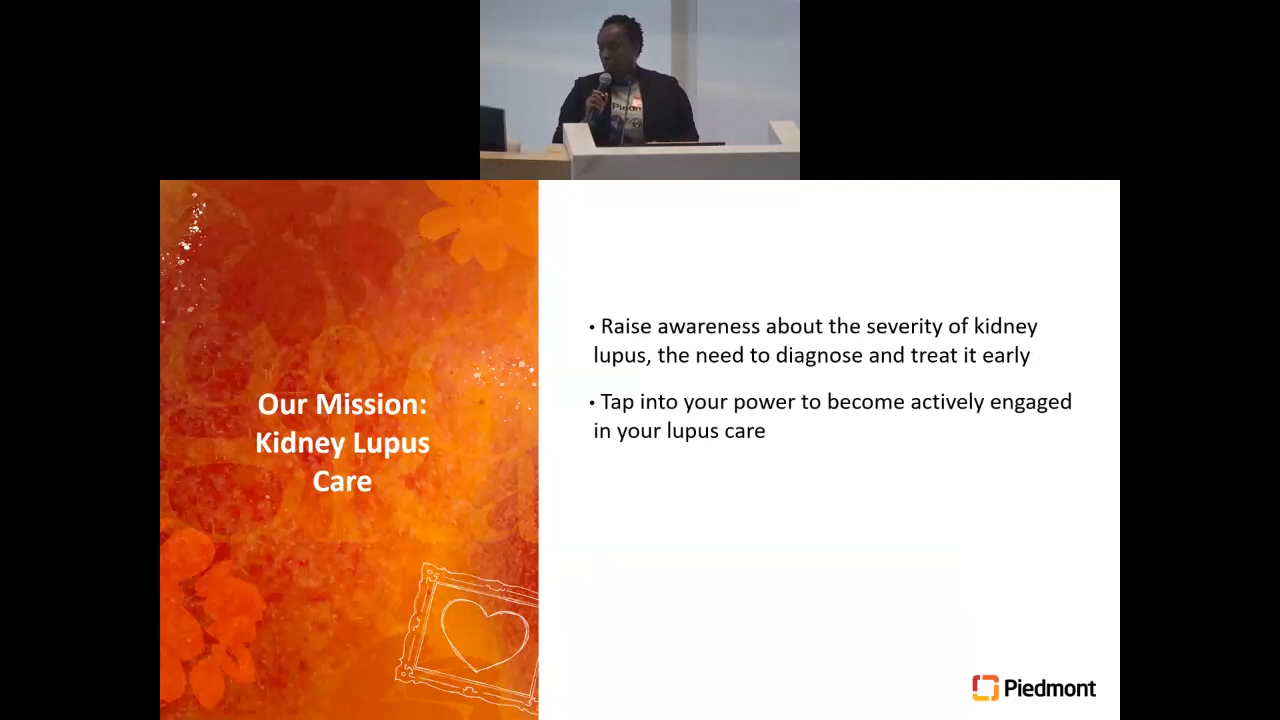 Our Mission:
Kidney Lupus
Care
• Raise awareness about the severity of kidney
lupus, the need to diagnose and treat it early
• Tap into your power to become actively engaged
in your lupus care
Piedmont